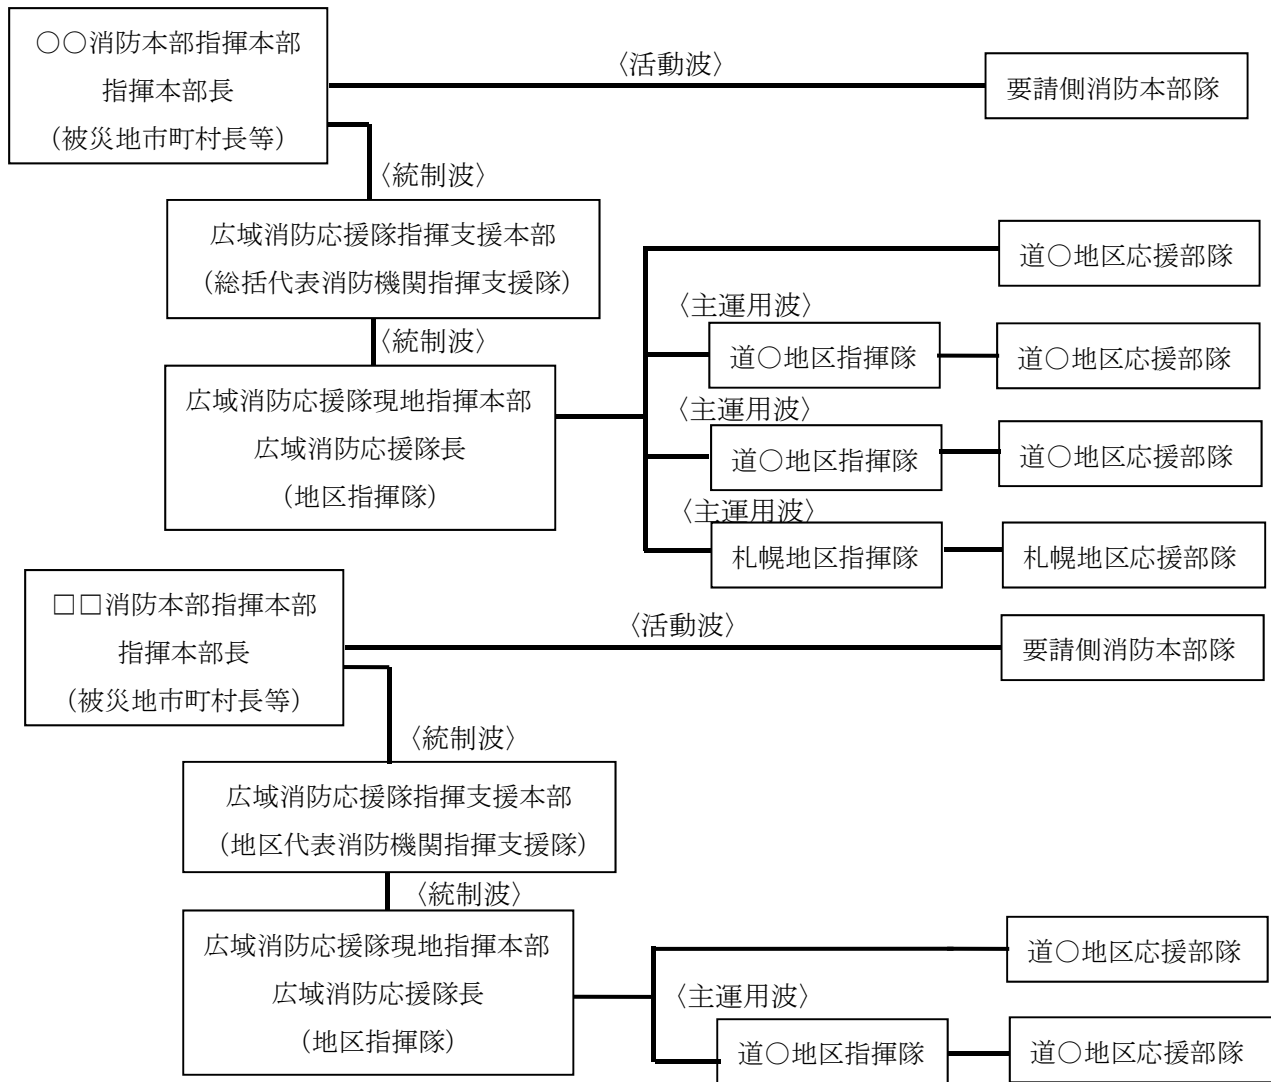 ○○消防本部指揮本部
指揮本部長
（被災地市町村長等）
〈活動波〉
要請側消防本部隊
〈統制波〉
広域消防応援隊指揮支援本部
（総括代表消防機関指揮支援隊）
道○地区応援部隊
〈主運用波〉
〈統制波〉
道○地区指揮隊
道○地区応援部隊
広域消防応援隊現地指揮本部
広域消防応援隊長
（地区指揮隊）
〈主運用波〉
道○地区指揮隊
道○地区応援部隊
〈主運用波〉
札幌地区指揮隊
札幌地区応援部隊
□□消防本部指揮本部
指揮本部長
（被災地市町村長等）
〈活動波〉
要請側消防本部隊
〈統制波〉
広域消防応援隊指揮支援本部
（地区代表消防機関指揮支援隊）
〈統制波〉
広域消防応援隊現地指揮本部
広域消防応援隊長
（地区指揮隊）
道○地区応援部隊
〈主運用波〉
道○地区指揮隊
道○地区応援部隊